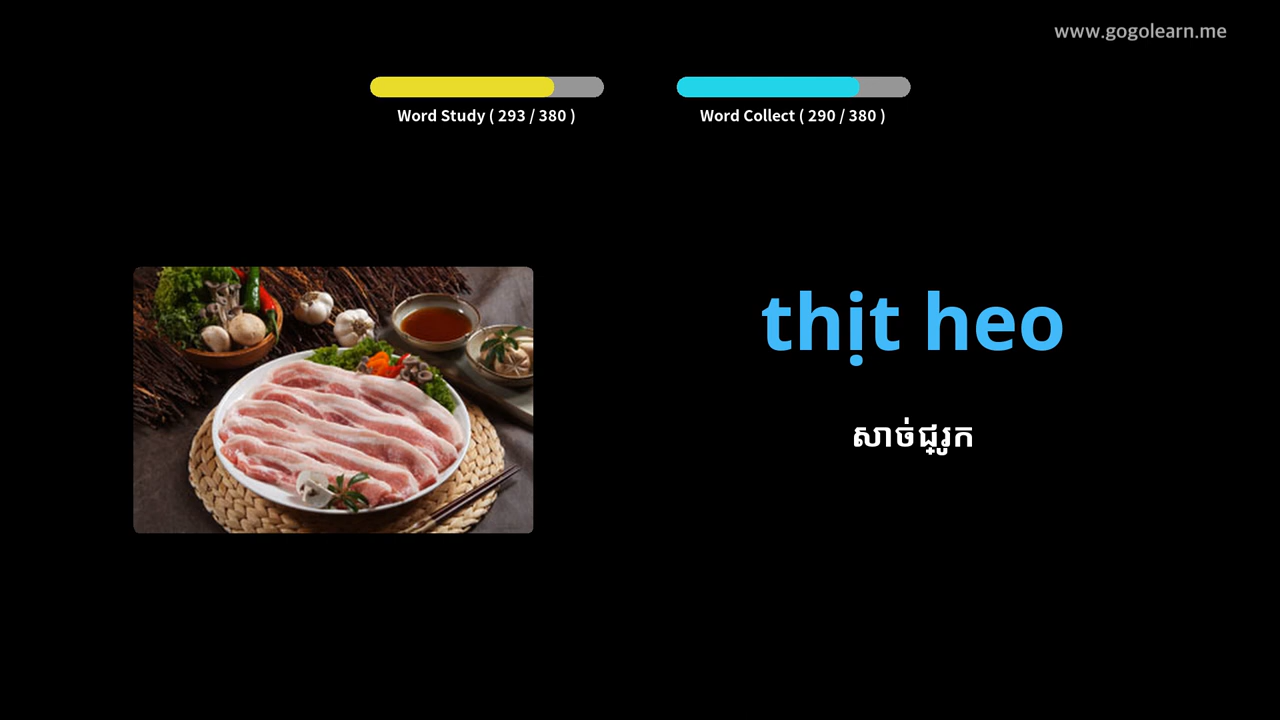 www.gogolearn.me
Word Study ( 293 / 380 )
Word Collect ( 290 / 380 )
thịt heo
សាច់ជ្រូក